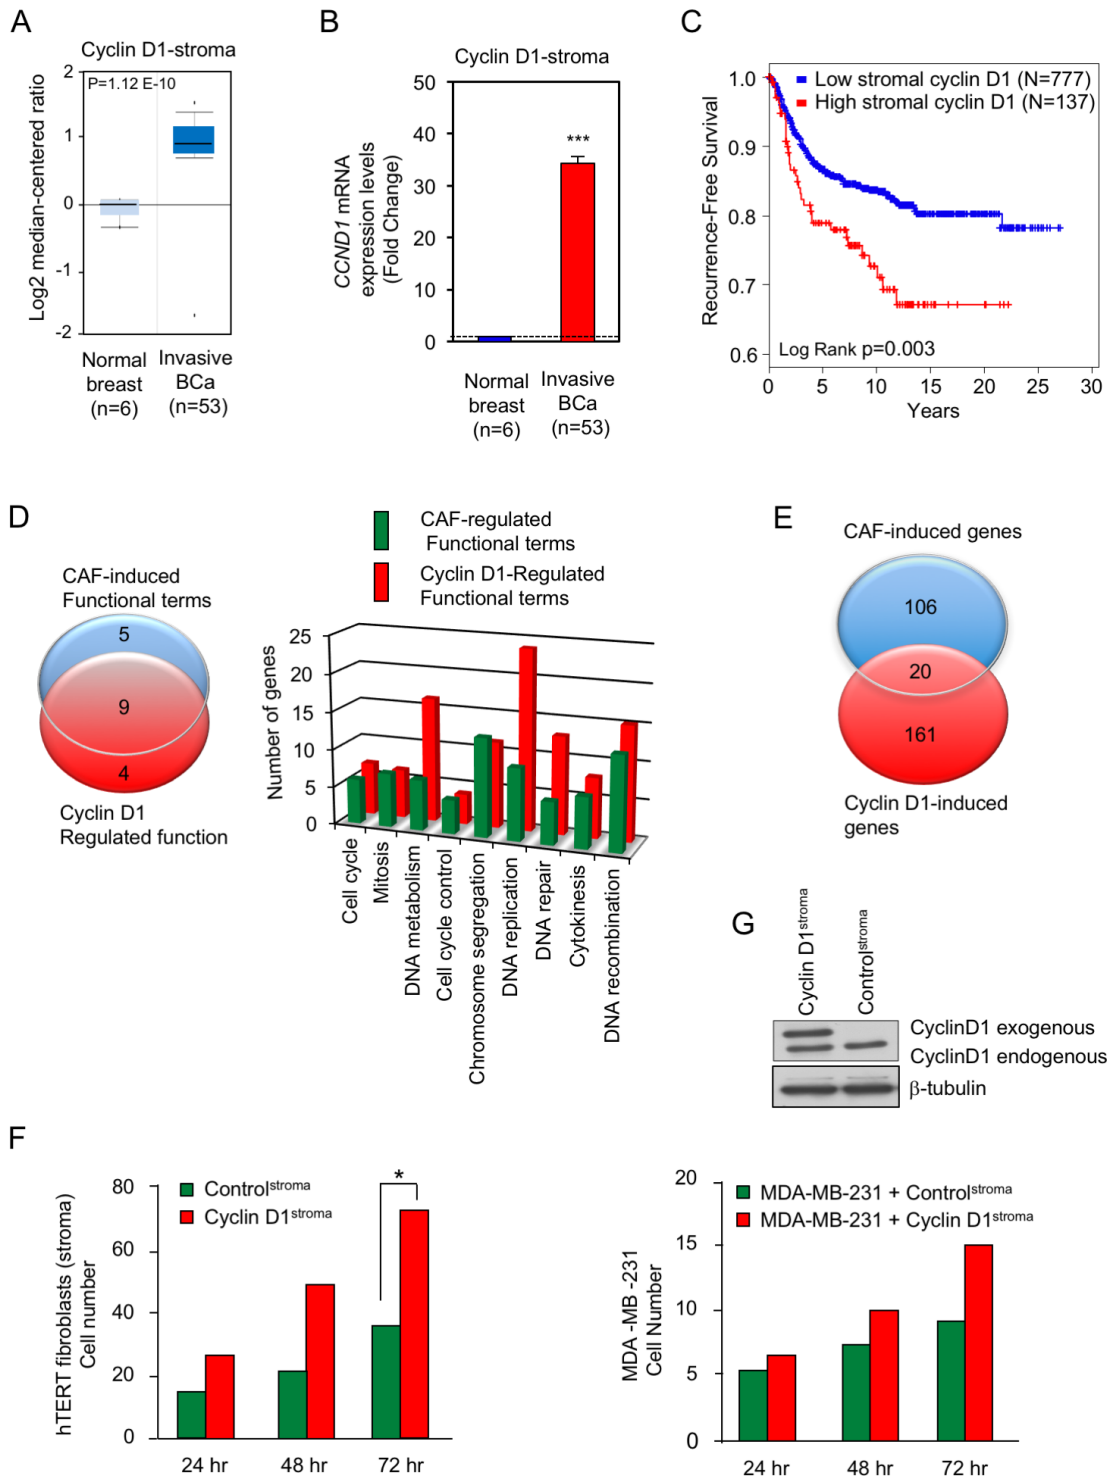 A
Cyclin D1-stroma
P=1.12 E-10
Log2 median-centered ratio
2
1
0
-1
-2
Normal
breast
(n=6)
Invasive
BCa
(n=53)
B
Cyclin D1-stroma
CCND1 mRNA
expression levels
(Fold Change)
50
40
30
20
10
0
***
Normal
breast
(n=6)
Invasive
BCa
(n=53)
C
Recurrence-Free Survival
1.0
0.9
0.8
0.7
0.6
Low stromal cyclin D1 (N=777)
High stromal cyclin D1 (N=137)
Log Rank p=0.003
0 5 10 15 20 25 30
Years
D
CAF-induced
Functional terms
5
9
4
Cyclin D1
Regulated function
CAF-regulated
Functional terms
Cyclin D1-Regulated
Functional terms
Number of genes
25
20
15
10
5
0
Cell cycle
Mitosis
DNA metabolism
Cell cycle control
Chromosome segregation
DNA replication
DNA repair
Cytokinesis
DNA recombination
E
CAF-induced genes
106
20
161
Cyclin D1-induced
genes
G
Cyclin D1stroma
Controlstroma
CyclinD1 exogenous
CyclinD1 endogenous
β-tubulin
F
hTERT fibroblasts (stroma)
Cell number
80
60
40
20
0
Controlstroma
Cyclin D1stroma
*
24 hr 48 hr 72 hr
MDA -MB -231
Cell Number
20
15
10
5
0
MDA-MB-231 + Controlstroma
MDA-MB-231 + Cyclin D1stroma
24 hr 48 hr 72 hr